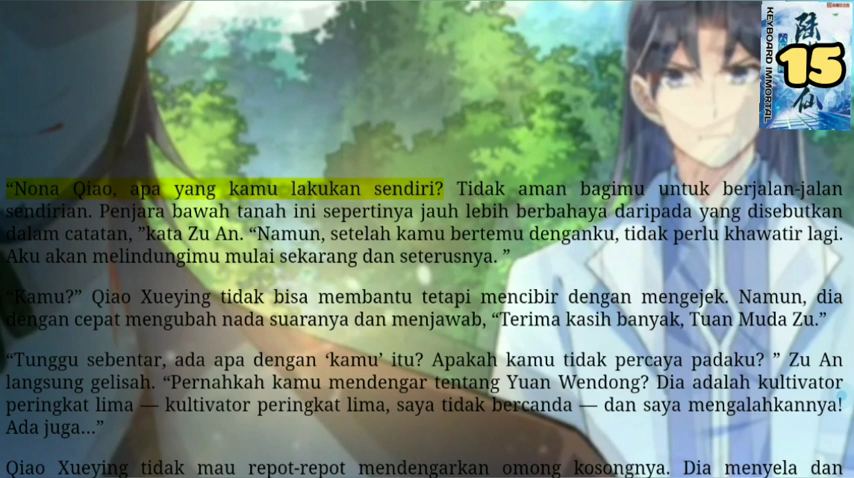 KEYBOARD IMMORTAL
陆
仙
15
“Nona Qiao, apa yang kamu lakukan sendiri? Tidak aman bagimu untuk berjalan-jalan
sendirian. Penjara bawah tanah ini sepertinya jauh lebih berbahaya daripada yang disebutkan
dalam catatan, ”kata Zu An. “Namun, setelah kamu bertemu denganku, tidak perlu khawatir lagi.
Aku akan melindungimu mulai sekarang dan seterusnya. ”
“Kamu?” Qiao Xueying tidak bisa membantu tetapi mencibir dengan mengejek. Namun, dia
dengan cepat mengubah nada suaranya dan menjawab, “Terima kasih banyak, Tuan Muda Zu.”
“Tunggu sebentar, ada apa dengan ‘kamu’ itu? Apakah kamu tidak percaya padaku? ” Zu An
langsung gelisah. “Pernahkah kamu mendengar tentang Yuan Wendong? Dia adalah kultivator
peringkat lima — kultivator peringkat lima, saya tidak bercanda — dan saya mengalahkannya!
Ada juga…”
Qiao Xueying tidak mau repot-repot mendengarkan omong kosongnya. Dia menyela dan